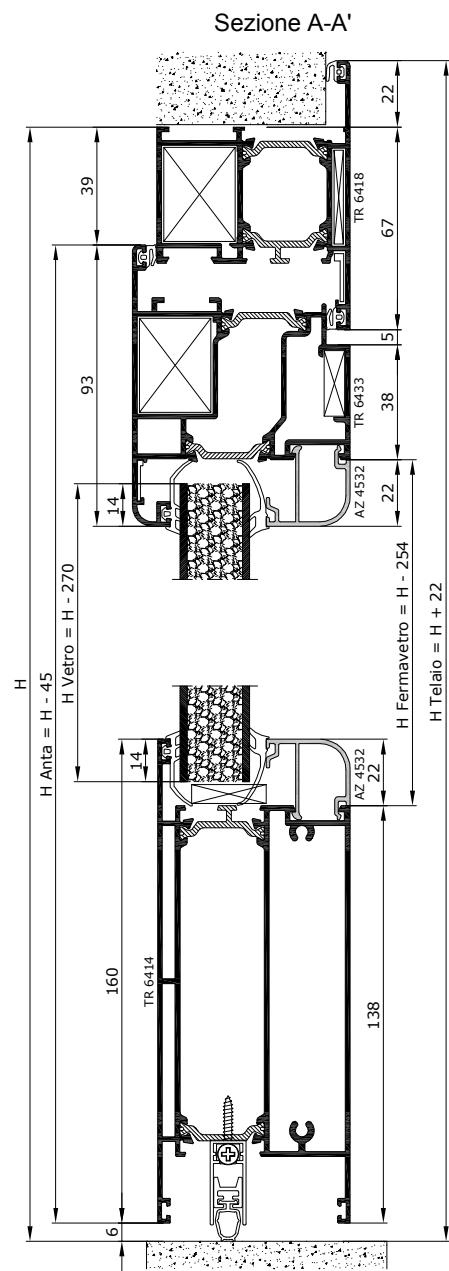 Sezione A-A'
22
39
TR 6418
67
5
93
TR 6433
38
14
AZ 4532
22
H
H Anta = H - 45
H Vetro = H - 270
H Fermavetro = H - 254
H Telaio = H + 22
14
AZ 4532
22
160
TR 6414
138
6